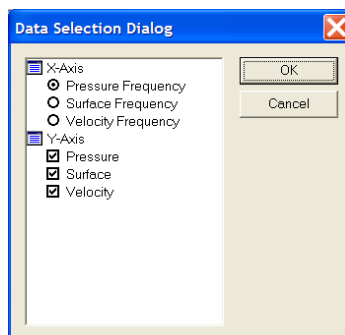 Data Selection Dialog
X-Axis
Pressure Frequency
Surface Frequency
Velocity Frequency
Y-Axis
Pressure
Surface
Velocity
OK
Cancel